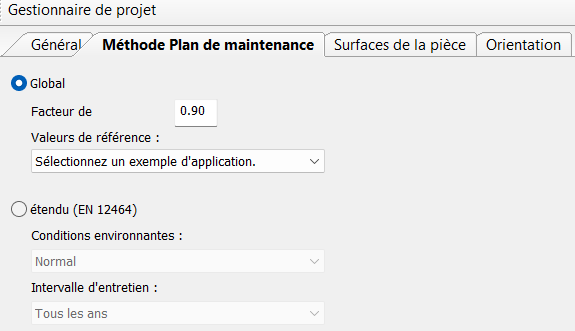 Gestionnaire de projet
Général Méthode Plan de maintenance Surfaces de la pièce Orientation
Global
Facteur de 0.90
Valeurs de référence :
Sélectionnez un exemple d'application.
étendu (EN 12464)
Conditions environnantes :
Normal
Intervalle d'entretien :
Tous les ans